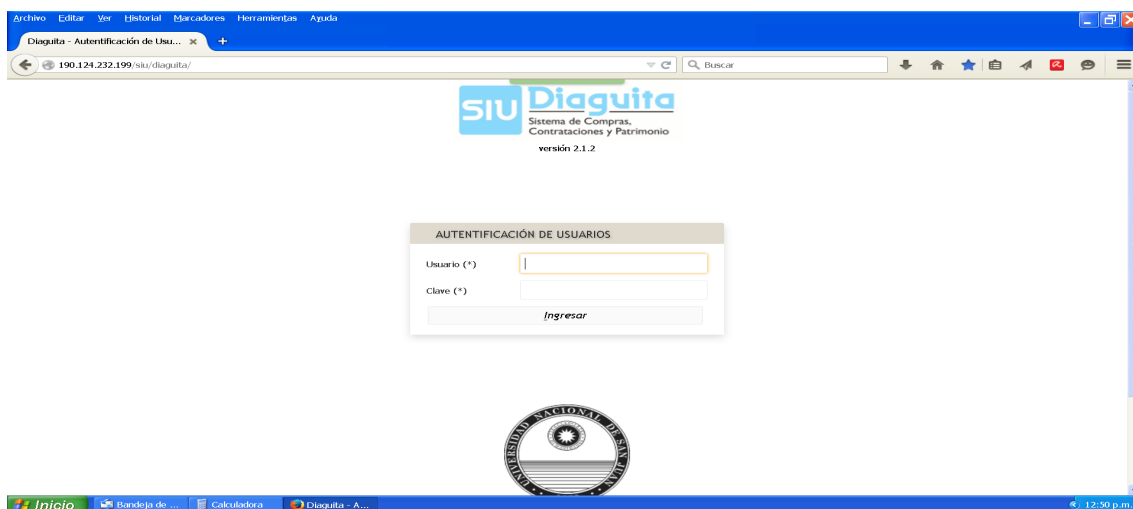 Archivo Editar Ver Historial Marcadores Herramientas Ayuda
Diaguita - Autentificación de Usu... × +
190.124.232.199/siu/diaguita/ Buscar
SIU Diaguita
Sistema de Compras,
Contrataciones y Patrimonio
versión 2.1.2
AUTENTIFICACIÓN DE USUARIOS
Usuario (*)
Clave (*)
Ingresar
UNIVERSIDAD NACIONAL DE SAN JUAN
Inicio Bandeja de ... Calculadora Diaguita - A... 12:50 p.m.